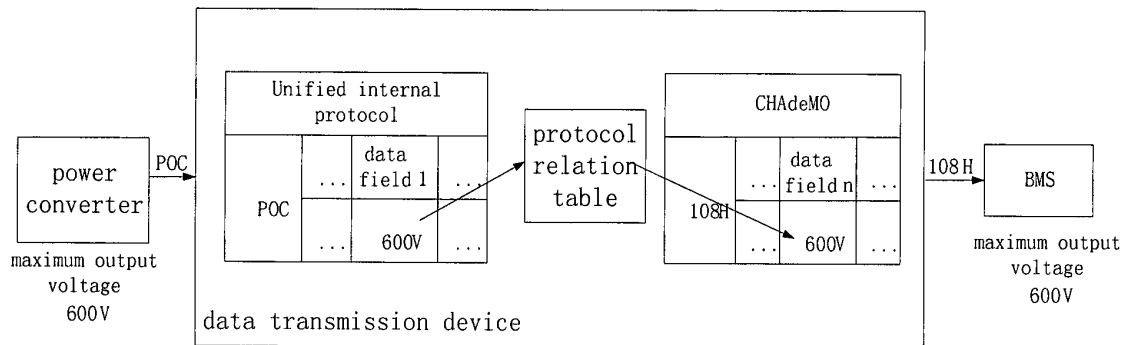 power
converter
maximum output
voltage
600V
POC
Unified internal
protocol
POC
...
data
field 1
...
...
600V
...
protocol
relation
table
CHAdeMO
108H
...
data
field n
...
...
600V
...
data transmission device
108H
BMS
maximum output
voltage
600V